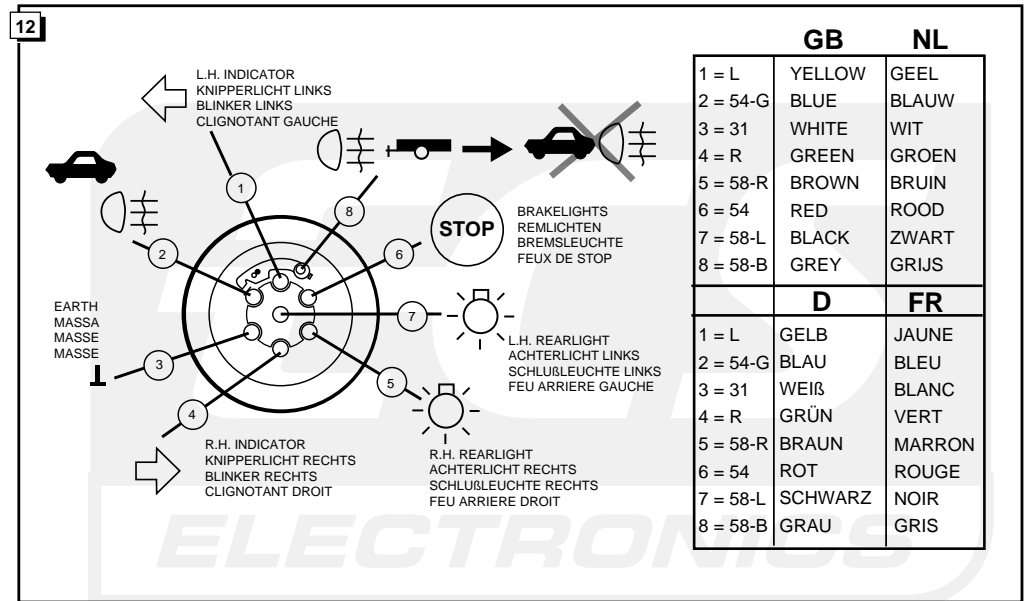 12
L.H. INDICATOR
KNIPPERLICHT LINKS
BLINKER LINKS
CLIGNOTANT GAUCHE
1
8
2
6
STOP
BRAKELIGHTS
REMLICHTEN
BREMSLEUCHTE
FEUX DE STOP
EARTH
MASSA
MASSE
MASSE
7
L.H. REARLIGHT
ACHTERLICHT LINKS
SCHLUßLEUCHTE LINKS
FEU ARRIERE GAUCHE
3
5
4
R.H. INDICATOR
KNIPPERLICHT RECHTS
BLINKER RECHTS
CLIGNOTANT DROIT
R.H. REARLIGHT
ACHTERLICHT RECHTS
SCHLUßLEUCHTE RECHTS
FEU ARRIERE DROIT
GB NL
1 = L YELLOW GEEL
2 = 54-G BLUE BLAUW
3 = 31 WHITE WIT
4 = R GREEN GROEN
5 = 58-R BROWN BRUIN
6 = 54 RED ROOD
7 = 58-L BLACK ZWART
8 = 58-B GREY GRIJS
D FR
1 = L GELB JAUNE
2 = 54-G BLAU BLEU
3 = 31 WEIß BLANC
4 = R GRÜN VERT
5 = 58-R BRAUN MARRON
6 = 54 ROT ROUGE
7 = 58-L SCHWARZ NOIR
8 = 58-B GRAU GRIS
ECS
ELECTRONICS